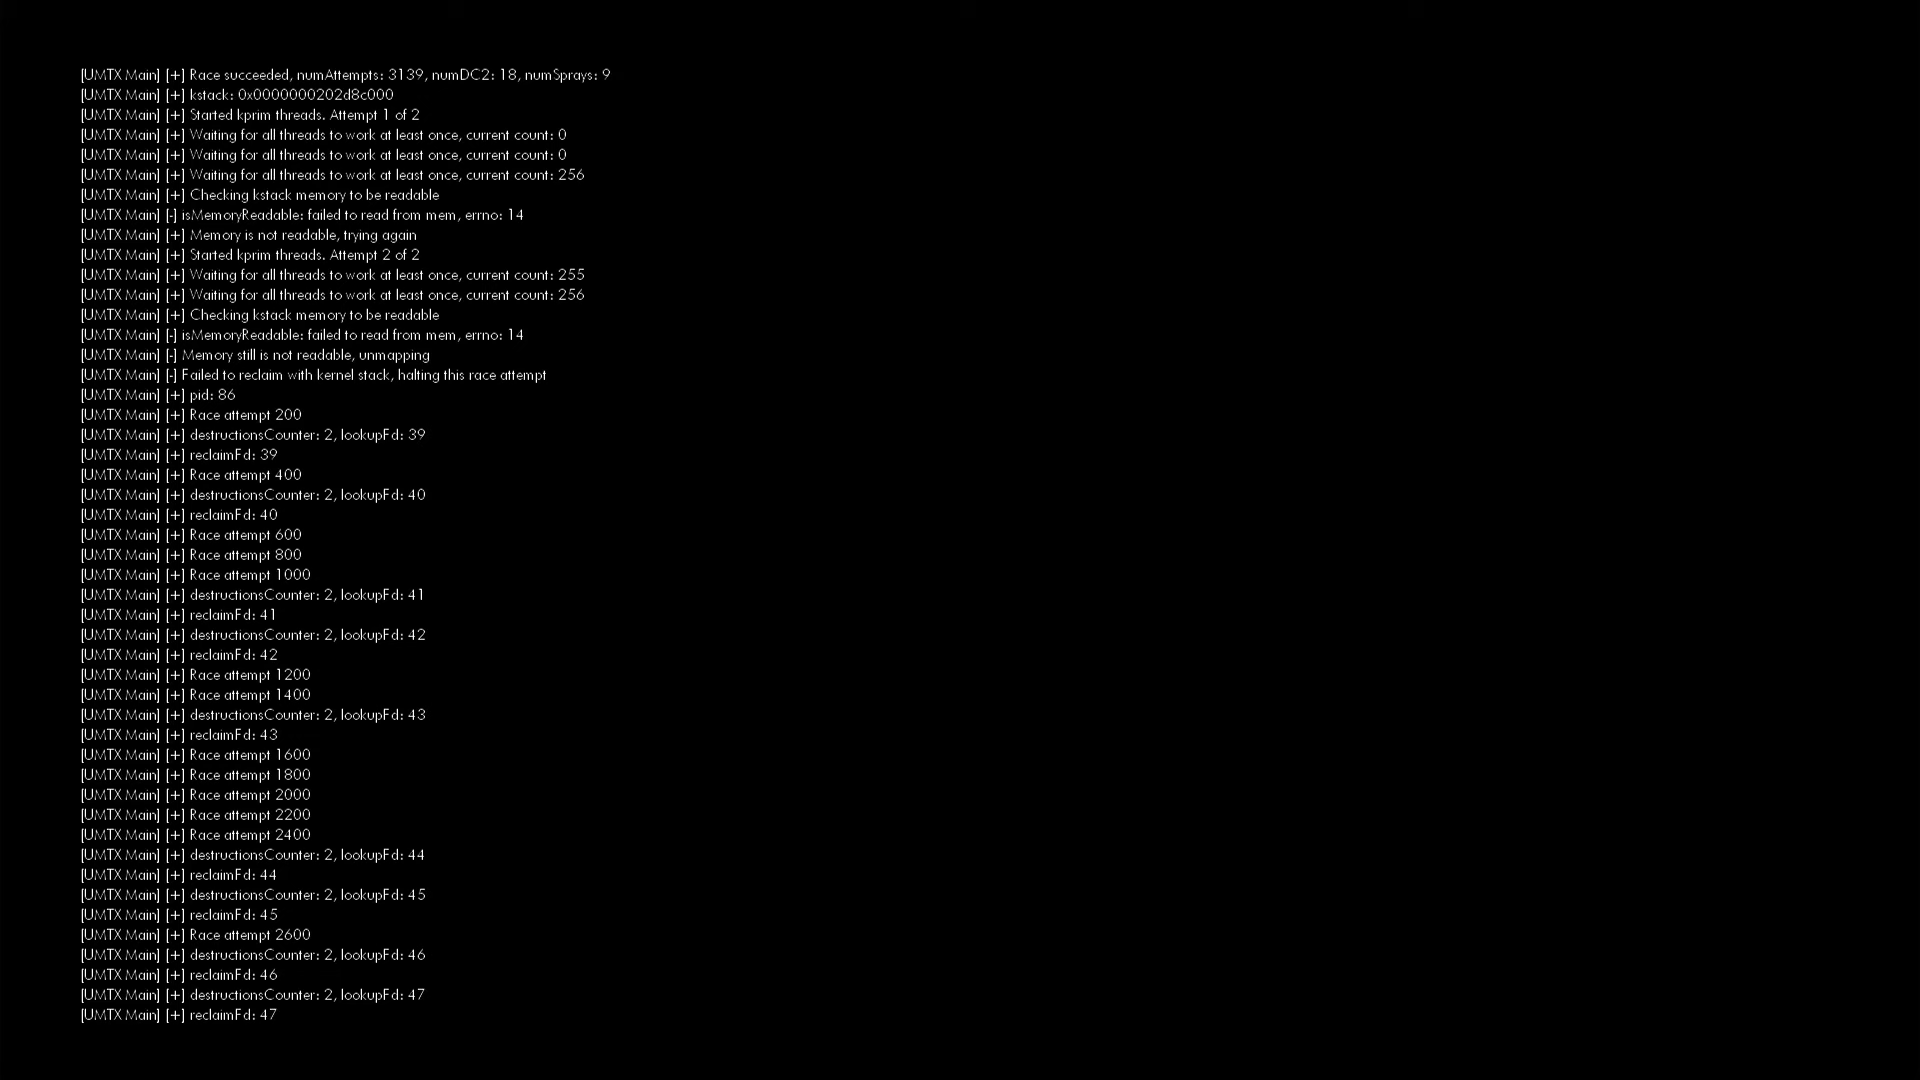 [UMTX Main] [+] Race succeeded, numAttempts: 3139, numDC2: 18, numSprays: 9
[UMTX Main] [+] kstack: 0x0000000202d8c000
[UMTX Main] [+] Started kprim threads. Attempt 1 of 2
[UMTX Main] [+] Waiting for all threads to work at least once, current count: 0
[UMTX Main] [+] Waiting for all threads to work at least once, current count: 0
[UMTX Main] [+] Waiting for all threads to work at least once, current count: 256
[UMTX Main] [+] Checking kstack memory to be readable
[UMTX Main] [-] isMemoryReadable: failed to read from mem, errno: 14
[UMTX Main] [+] Memory is not readable, trying again
[UMTX Main] [+] Started kprim threads. Attempt 2 of 2
[UMTX Main] [+] Waiting for all threads to work at least once, current count: 255
[UMTX Main] [+] Waiting for all threads to work at least once, current count: 256
[UMTX Main] [+] Checking kstack memory to be readable
[UMTX Main] [-] isMemoryReadable: failed to read from mem, errno: 14
[UMTX Main] [-] Memory still is not readable, unmapping
[UMTX Main] [-] Failed to reclaim with kernel stack, halting this race attempt
[UMTX Main] [+] pid: 86
[UMTX Main] [+] Race attempt 200
[UMTX Main] [+] destructionsCounter: 2, lookupFd: 39
[UMTX Main] [+] reclaimFd: 39
[UMTX Main] [+] Race attempt 400
[UMTX Main] [+] destructionsCounter: 2, lookupFd: 40
[UMTX Main] [+] reclaimFd: 40
[UMTX Main] [+] Race attempt 600
[UMTX Main] [+] Race attempt 800
[UMTX Main] [+] Race attempt 1000
[UMTX Main] [+] destructionsCounter: 2, lookupFd: 41
[UMTX Main] [+] reclaimFd: 41
[UMTX Main] [+] destructionsCounter: 2, lookupFd: 42
[UMTX Main] [+] reclaimFd: 42
[UMTX Main] [+] Race attempt 1200
[UMTX Main] [+] Race attempt 1400
[UMTX Main] [+] destructionsCounter: 2, lookupFd: 43
[UMTX Main] [+] reclaimFd: 43
[UMTX Main] [+] Race attempt 1600
[UMTX Main] [+] Race attempt 1800
[UMTX Main] [+] Race attempt 2000
[UMTX Main] [+] Race attempt 2200
[UMTX Main] [+] Race attempt 2400
[UMTX Main] [+] destructionsCounter: 2, lookupFd: 44
[UMTX Main] [+] reclaimFd: 44
[UMTX Main] [+] destructionsCounter: 2, lookupFd: 45
[UMTX Main] [+] reclaimFd: 45
[UMTX Main] [+] Race attempt 2600
[UMTX Main] [+] destructionsCounter: 2, lookupFd: 46
[UMTX Main] [+] reclaimFd: 46
[UMTX Main] [+] destructionsCounter: 2, lookupFd: 47
[UMTX Main] [+] reclaimFd: 47